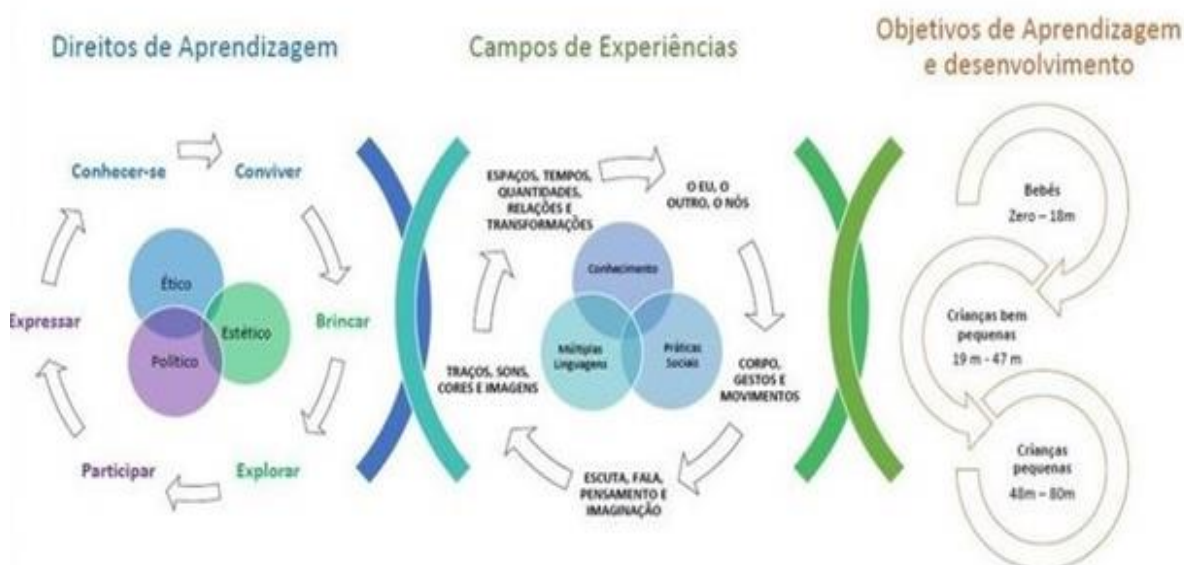 Direitos de Aprendizagem
Conhecer-se
Conviver
Brincar
Explorar
Participar
Expressar
Ético
Estético
Político
Campos de Experiências
ESPAÇOS, TEMPOS,
QUANTIDADES,
RELAÇÕES E
TRANSFORMAÇÕES
O EU, O
OUTRO, O NÓS
CORPO,
GESTOS E
MOVIMENTOS
ESCUTA, FALA,
PENSAMENTO E
IMAGINAÇÃO
TRAÇOS, SONS,
CORES E IMAGENS
Conhecimento
Múltiplas
Linguagens
Práticas
Sociais
Objetivos de Aprendizagem
e desenvolvimento
Bebês
Zero – 18m
Crianças bem
pequenas
19 m - 47 m
Crianças
pequenas
48m – 80m